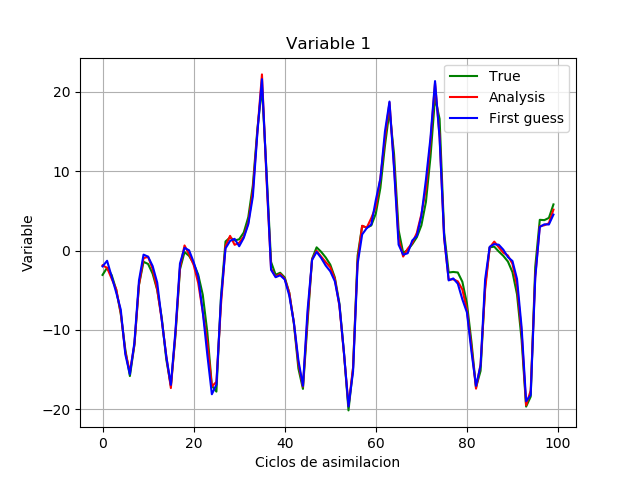 Variable 1
True
Analysis
First guess
20
10
0
−10
−20
Variable
0 20 40 60 80 100
Ciclos de asimilacion